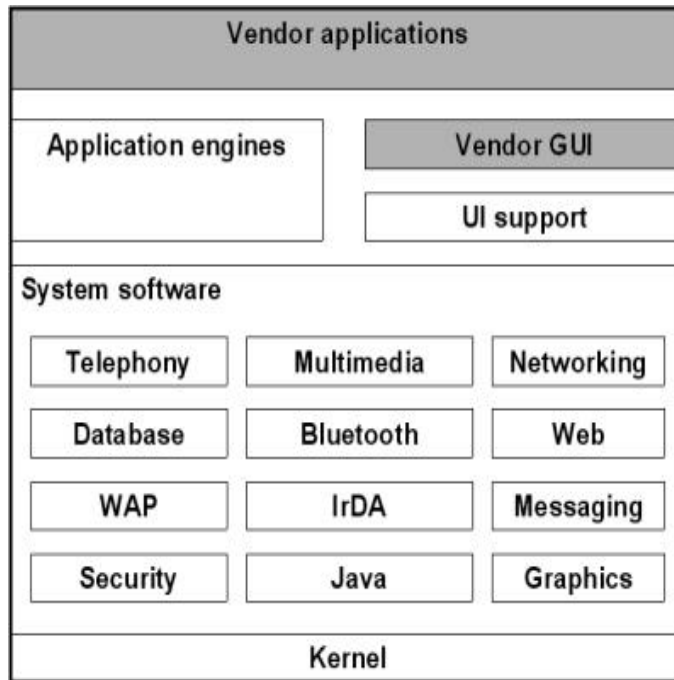 Vendor applications
Application engines
Vendor GUI
UI support
System software
Telephony
Multimedia
Networking
Database
Bluetooth
Web
WAP
IrDA
Messaging
Security
Java
Graphics
Kernel